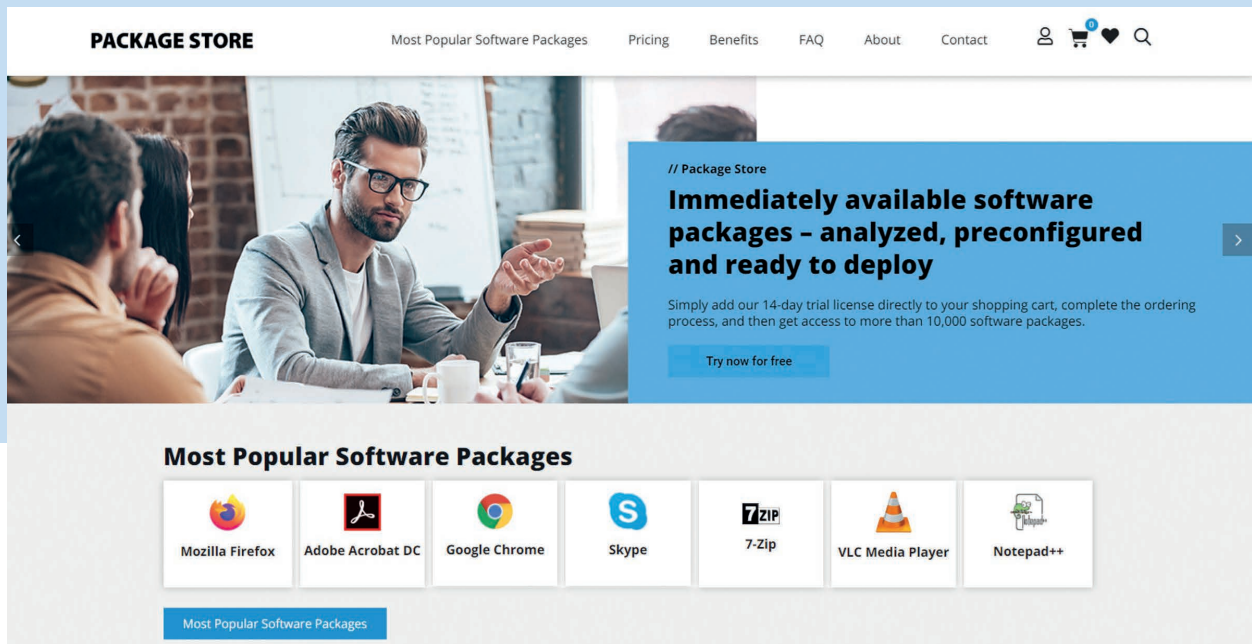 PACKAGE STORE
Most Popular Software Packages
Pricing
Benefits
FAQ
About
Contact
0
// Package Store
Immediately available software
packages – analyzed, preconfigured
and ready to deploy
Simply add our 14-day trial license directly to your shopping cart, complete the ordering
process, and then get access to more than 10,000 software packages.
Try now for free
Most Popular Software Packages
S
7 ZIP
Notepad++
Mozilla Firefox
Adobe Acrobat DC
Google Chrome
Skype
7-Zip
VLC Media Player
Notepad++
Most Popular Software Packages